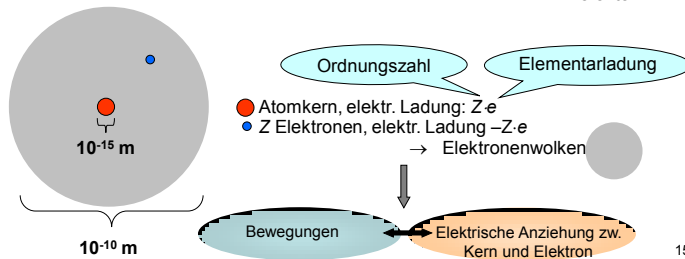 Ordnungszahl
Elementarladung
Atomkern, elektr. Ladung: Z·e
Z Elektronen, elektr. Ladung –Z·e
→ Elektronenwolken
10⁻¹⁵ m
10⁻¹⁰ m
Bewegungen
Elektrische Anziehung zw.
Kern und Elektron
15